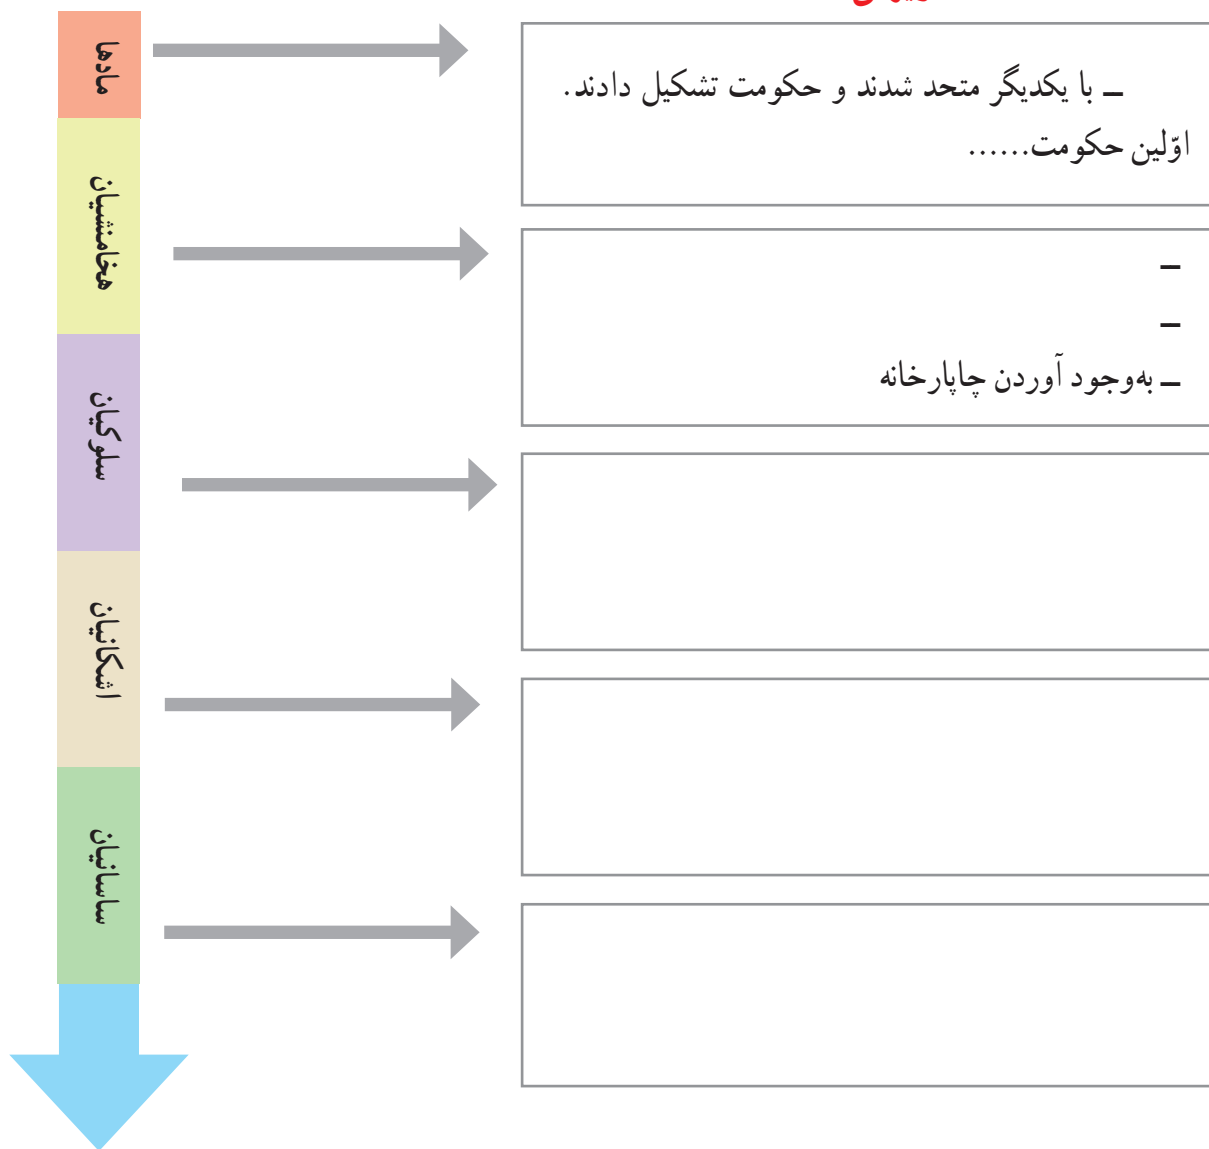 مادها
ـ با یکدیگر متحد شدند و حکومت تشکیل دادند.
اوّلین حکومت......
هخامنشیان
ـ
ـ
ـ به‌وجود آوردن چاپارخانه
سلوکیان
اشکانیان
ساسانیان